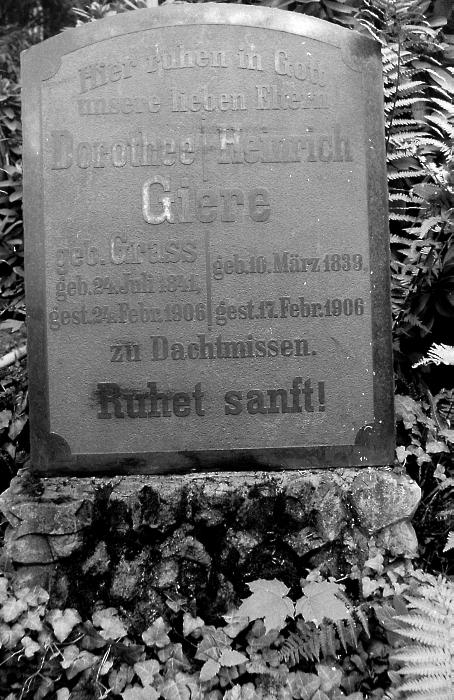 Hier ruhen in Gott
unsere lieben Eltern
Dorothee Heinrich
Giere
geb. Grass
geb. 24. Juli 1841, geb. 10. März 1839,
gest. 24. Febr. 1906 gest. 17. Febr. 1906
zu Dachtmissen.
Ruhet sanft!